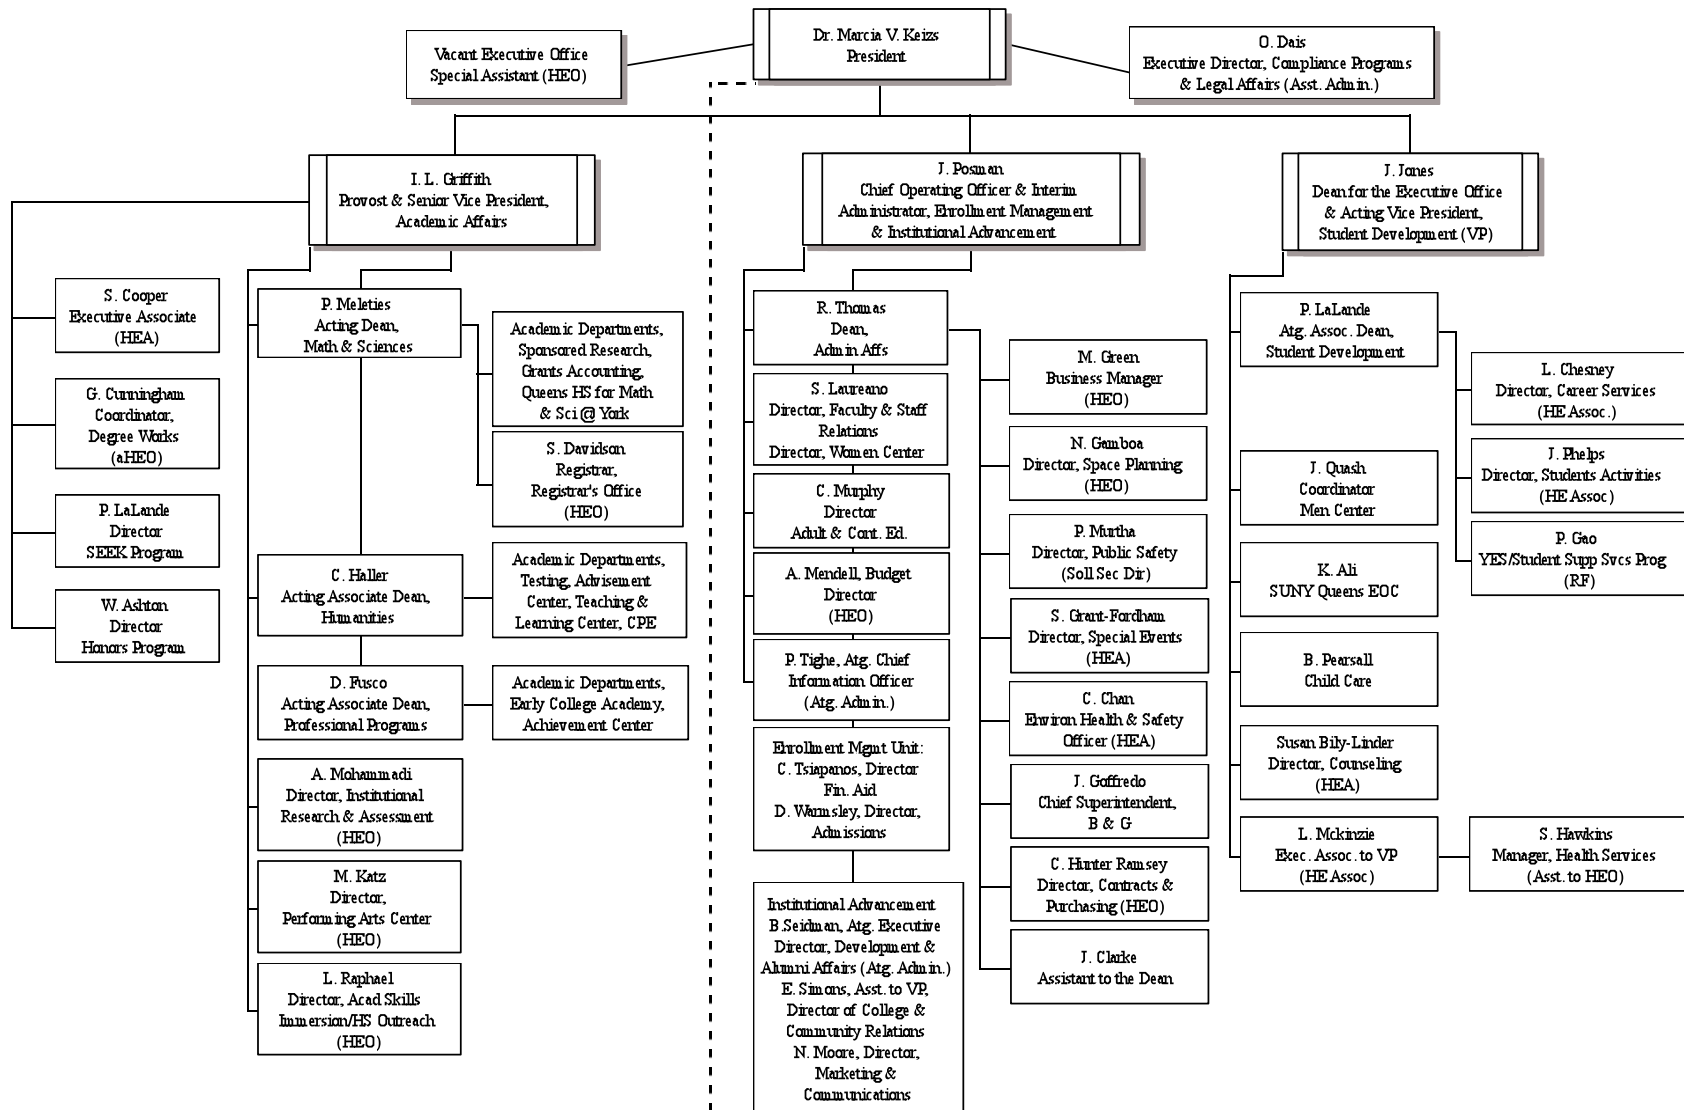 Dr. Marcia V. Keizs
President
Vacant Executive Office
Special Assistant (HEO)
O. Dais
Executive Director, Compliance Programs
& Legal Affairs (Asst. Admin.)
I. L. Griffith
Provost & Senior Vice President,
Academic Affairs
J. Posman
Chief Operating Officer & Interim
Administrator, Enrollment Management
& Institutional Advancement
J. Jones
Dean for the Executive Office
& Acting Vice President,
Student Development (VP)
S. Cooper
Executive Associate
(HEA)
G. Cunningham
Coordinator,
Degree Works
(aHEO)
P. LaLande
Director
SEEK Program
W. Ashton
Director
Honors Program
P. Meleties
Acting Dean,
Math & Sciences
Academic Departments,
Sponsored Research,
Grants Accounting,
Queens HS for Math
& Sci @ York
S. Davidson
Registrar,
Registrar's Office
(HEO)
C. Haller
Acting Associate Dean,
Humanities
Academic Departments,
Testing, Advisement
Center, Teaching &
Learning Center, CPE
D. Fusco
Acting Associate Dean,
Professional Programs
Academic Departments,
Early College Academy,
Achievement Center
A. Mohammadi
Director, Institutional
Research & Assessment
(HEO)
M. Katz
Director,
Performing Arts Center
(HEO)
L. Raphael
Director, Acad Skills
Immersion/HS Outreach
(HEO)
R. Thomas
Dean,
Admin Affs
S. Laureano
Director, Faculty & Staff
Relations
Director, Women Center
C. Murphy
Director
Adult & Cont. Ed.
A. Mendell, Budget
Director
(HEO)
P. Tighe, Atg. Chief
Information Officer
(Atg. Admin.)
Enrollment Mgmt Unit:
C. Tsiapanos, Director
Fin. Aid
D. Warmsley, Director,
Admissions
Institutional Advancement
B.Seidman, Atg. Executive
Director, Development &
Alumni Affairs (Atg. Admin.)
E. Simons, Asst. to VP,
Director of College &
Community Relations
N. Moore, Director,
Marketing &
Communications
M. Green
Business Manager
(HEO)
N. Gamboa
Director, Space Planning
(HEO)
P. Murtha
Director, Public Safety
(Soll Sec Dir)
S. Grant-Fordham
Director, Special Events
(HEA)
C. Chan
Environ Health & Safety
Officer (HEA)
J. Goffredo
Chief Superintendent,
B & G
C. Hunter Ramsey
Director, Contracts &
Purchasing (HEO)
J. Clarke
Assistant to the Dean
P. LaLande
Atg. Assoc. Dean,
Student Development
L. Chesney
Director, Career Services
(HE Assoc.)
J. Phelps
Director, Students Activities
(HE Assoc)
P. Gao
YES/Student Supp Svcs Prog
(RF)
J. Quash
Coordinator
Men Center
K. Ali
SUNY Queens EOC
B. Pearsall
Child Care
Susan Bily-Linder
Director, Counseling
(HEA)
L. Mckinzie
Exec. Assoc. to VP
(HE Assoc)
S. Hawkins
Manager, Health Services
(Asst. to HEO)